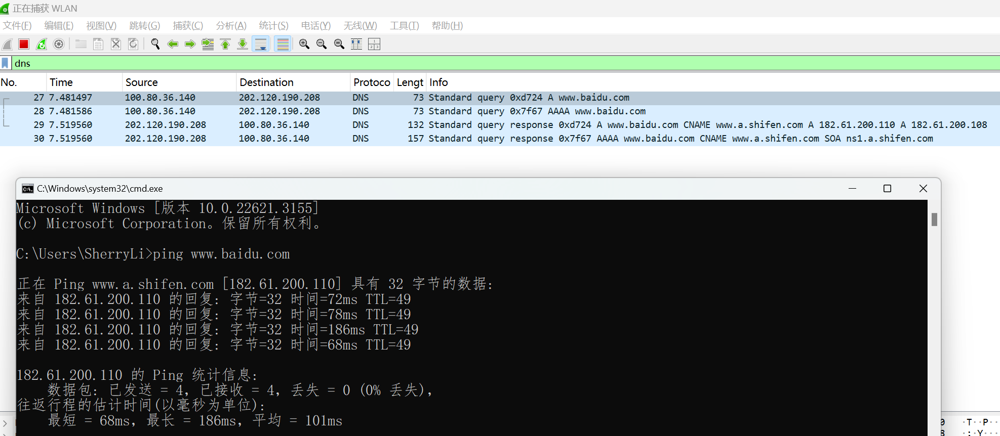 正在捕获 WLAN
文件(F) 编辑(E) 视图(V) 跳转(G) 捕获(C) 分析(A) 统计(S) 电话(Y) 无线(W) 工具(T) 帮助(H)
dns
No. Time Source Destination Protoco Lengt Info
27 7.481497 100.80.36.140 202.120.190.208 DNS 73 Standard query 0xd724 A www.baidu.com
28 7.481586 100.80.36.140 202.120.190.208 DNS 73 Standard query 0x7f67 AAAA www.baidu.com
29 7.519560 202.120.190.208 100.80.36.140 DNS 132 Standard query response 0xd724 A www.baidu.com CNAME www.a.shifen.com A 182.61.200.110 A 182.61.200.108
30 7.519560 202.120.190.208 100.80.36.140 DNS 157 Standard query response 0x7f67 AAAA www.baidu.com CNAME www.a.shifen.com SOA ns1.a.shifen.com
C:\Windows\system32\cmd.exe
Microsoft Windows [版本 10.0.22621.3155]
(c) Microsoft Corporation。保留所有权利。
C:\Users\SherryLi>ping www.baidu.com
正在 Ping www.a.shifen.com [182.61.200.110] 具有 32 字节的数据:
来自 182.61.200.110 的回复: 字节=32 时间=72ms TTL=49
来自 182.61.200.110 的回复: 字节=32 时间=78ms TTL=49
来自 182.61.200.110 的回复: 字节=32 时间=186ms TTL=49
来自 182.61.200.110 的回复: 字节=32 时间=68ms TTL=49
182.61.200.110 的 Ping 统计信息:
数据包: 已发送 = 4，已接收 = 4，丢失 = 0 (0% 丢失)，
往返行程的估计时间(以毫秒为单位):
最短 = 68ms，最长 = 186ms，平均 = 101ms
·T··P··
·:·Y···